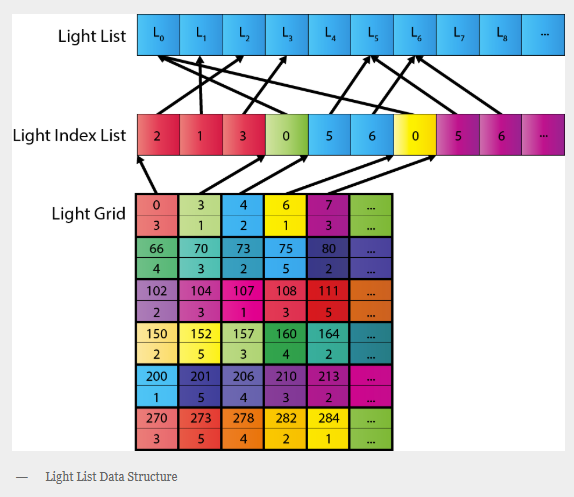 Light List L₀ L₁ L₂ L₃ L₄ L₅ L₆ L₇ L₈ ...
Light Index List 2 1 3 0 5 6 0 5 6 ...
Light Grid
0 3 4 6 7 ...
3 1 2 1 3 ...
66 70 73 75 80 ...
4 3 2 5 2 ...
102 104 107 108 111 ...
2 3 1 3 5 ...
150 152 157 160 164 ...
2 5 3 4 2 ...
200 201 206 210 213 ...
1 5 4 3 2 ...
270 273 278 282 284 ...
3 5 4 2 1 ...
— Light List Data Structure